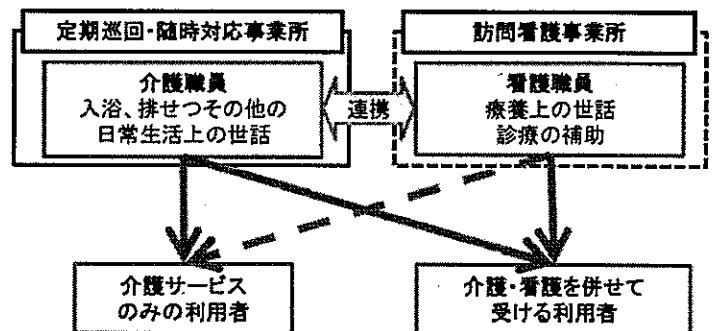 定期巡回・随時対応事業所
訪問看護事業所
介護職員
入浴、排せつその他の
日常生活上の世話
連携
看護職員
療養上の世話
診療の補助
介護サービス
のみの利用者
介護・看護を併せて
受ける利用者